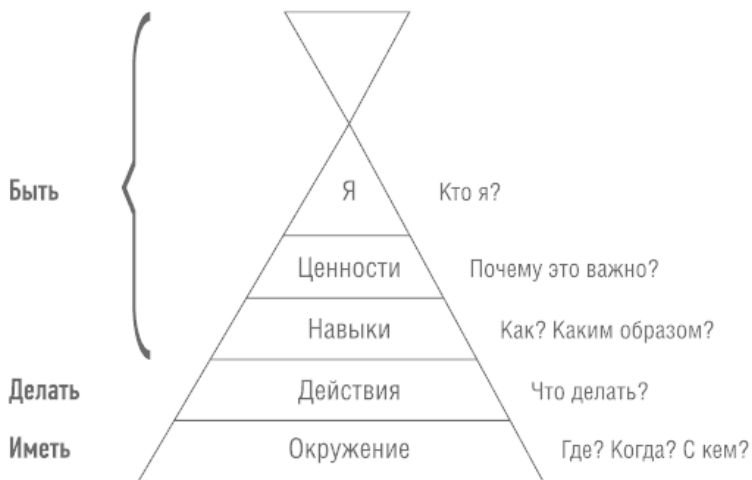 Быть
Я
Кто я?
Ценности
Почему это важно?
Навыки
Как? Каким образом?
Делать
Действия
Что делать?
Иметь
Окружение
Где? Когда? С кем?